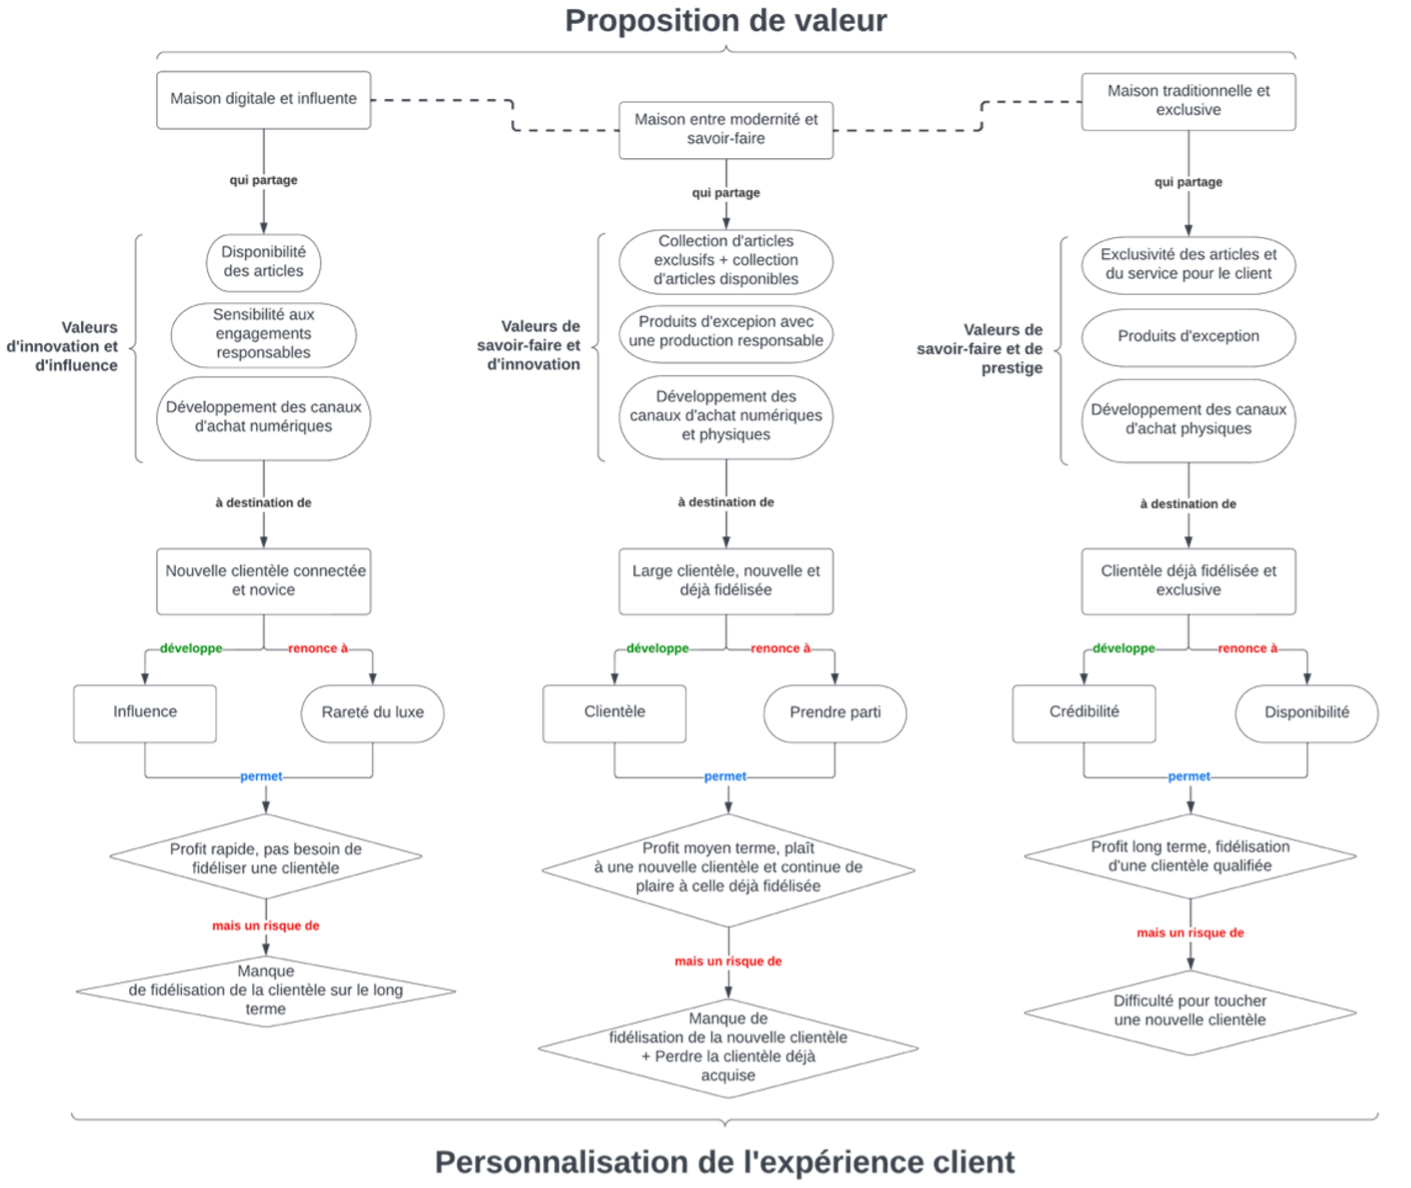 Proposition de valeur
Maison digitale et influente
qui partage
Valeurs
d'innovation et
d'influence
Disponibilité
des articles
Sensibilité aux
engagements
responsables
Développement des canaux
d'achat numériques
à destination de
Nouvelle clientèle connectée
et novice
développe
renonce à
Influence
Rareté du luxe
permet
Profit rapide, pas besoin de
fidéliser une clientèle
mais un risque de
Manque
de fidélisation de la clientèle sur le long
terme
Maison entre modernité et
savoir-faire
qui partage
Valeurs de
savoir-faire et
d'innovation
Collection d'articles
exclusifs + collection
d'articles disponibles
Produits d'excepion avec
une production responsable
Développement des
canaux d'achat numériques
et physiques
à destination de
Large clientèle, nouvelle et
déjà fidélisée
développe
renonce à
Clientèle
Prendre parti
permet
Profit moyen terme, plaît
à une nouvelle clientèle et continue de
plaire à celle déjà fidélisée
mais un risque de
Manque de
fidélisation de la nouvelle clientèle
+ Perdre la clientèle déjà
acquise
Maison traditionnelle et
exclusive
qui partage
Valeurs de
savoir-faire et de
prestige
Exclusivité des articles et
du service pour le client
Produits d'exception
Développement des canaux
d'achat physiques
à destination de
Clientèle déjà fidélisée et
exclusive
développe
renonce à
Crédibilité
Disponibilité
permet
Profit long terme, fidélisation
d'une clientèle qualifiée
mais un risque de
Difficulté pour toucher
une nouvelle clientèle
Personnalisation de l'expérience client